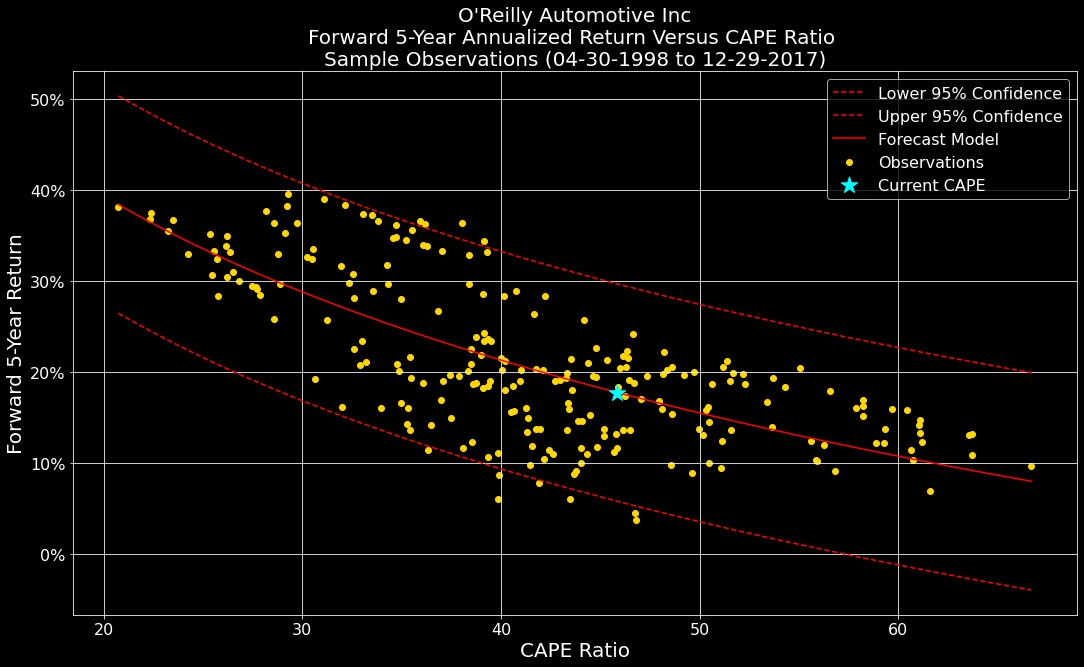 O'Reilly Automotive Inc
Forward 5-Year Annualized Return Versus CAPE Ratio
Sample Observations (04-30-1998 to 12-29-2017)
Lower 95% Confidence
Upper 95% Confidence
Forecast Model
Observations
Current CAPE
Forward 5-Year Return
50%
40%
30%
20%
10%
0%
20 30 40 50 60
CAPE Ratio